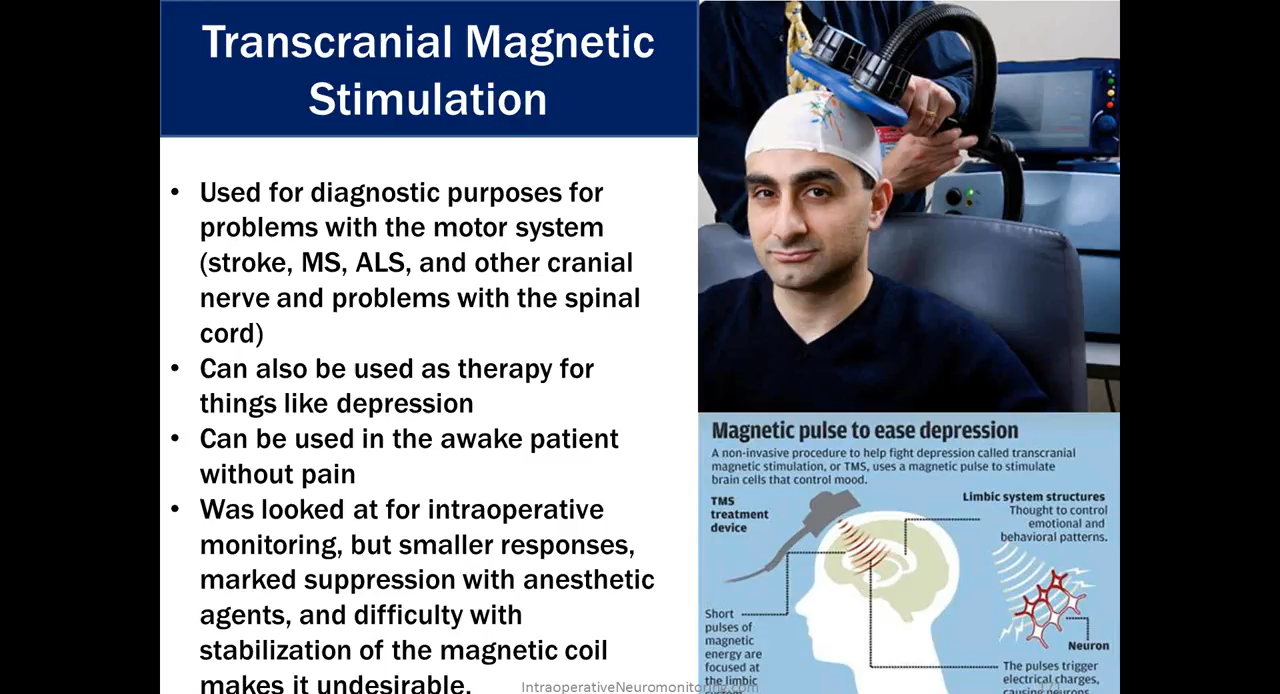 Transcranial Magnetic
Stimulation
• Used for diagnostic purposes for
problems with the motor system
(stroke, MS, ALS, and other cranial
nerve and problems with the spinal
cord)
• Can also be used as therapy for
things like depression
• Can be used in the awake patient
without pain
• Was looked at for intraoperative
monitoring, but smaller responses,
marked suppression with anesthetic
agents, and difficulty with
stabilization of the magnetic coil
makes it undesirable.
Magnetic pulse to ease depression
A non-invasive procedure to help fight depression called transcranial
magnetic stimulation, or TMS, uses a magnetic pulse to stimulate
brain cells that control mood.
TMS
treatment
device
Limbic system structures
Thought to control
emotional and
behavioral patterns.
Short
pulses of
magnetic
energy are
focused at
the limbic
Neuron
The pulses trigger
electrical charges,
causing neurons
IntraoperativeNeuromonitoring.com